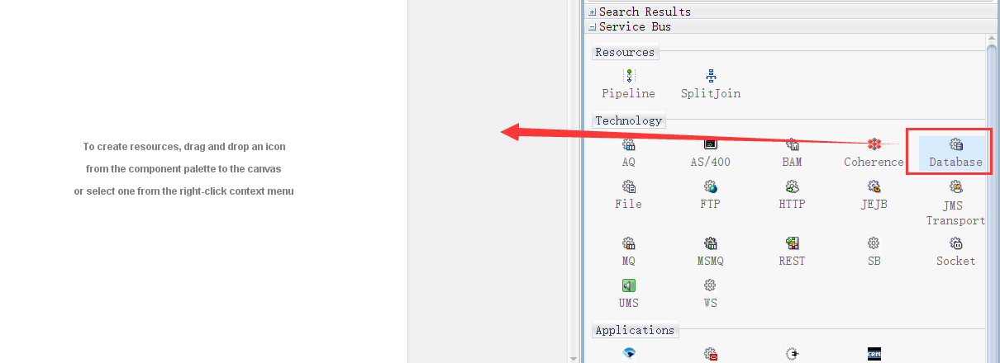 To create resources, drag and drop an icon
from the component palette to the canvas
or select one from the right-click context menu
Search Results
Service Bus
Resources
Pipeline SplitJoin
Technology
AQ AS/400 BAM Coherence Database
File FTP HTTP JEJB JMS Transport
MQ MSMQ REST SB Socket
UMS WS
Applications
CRM